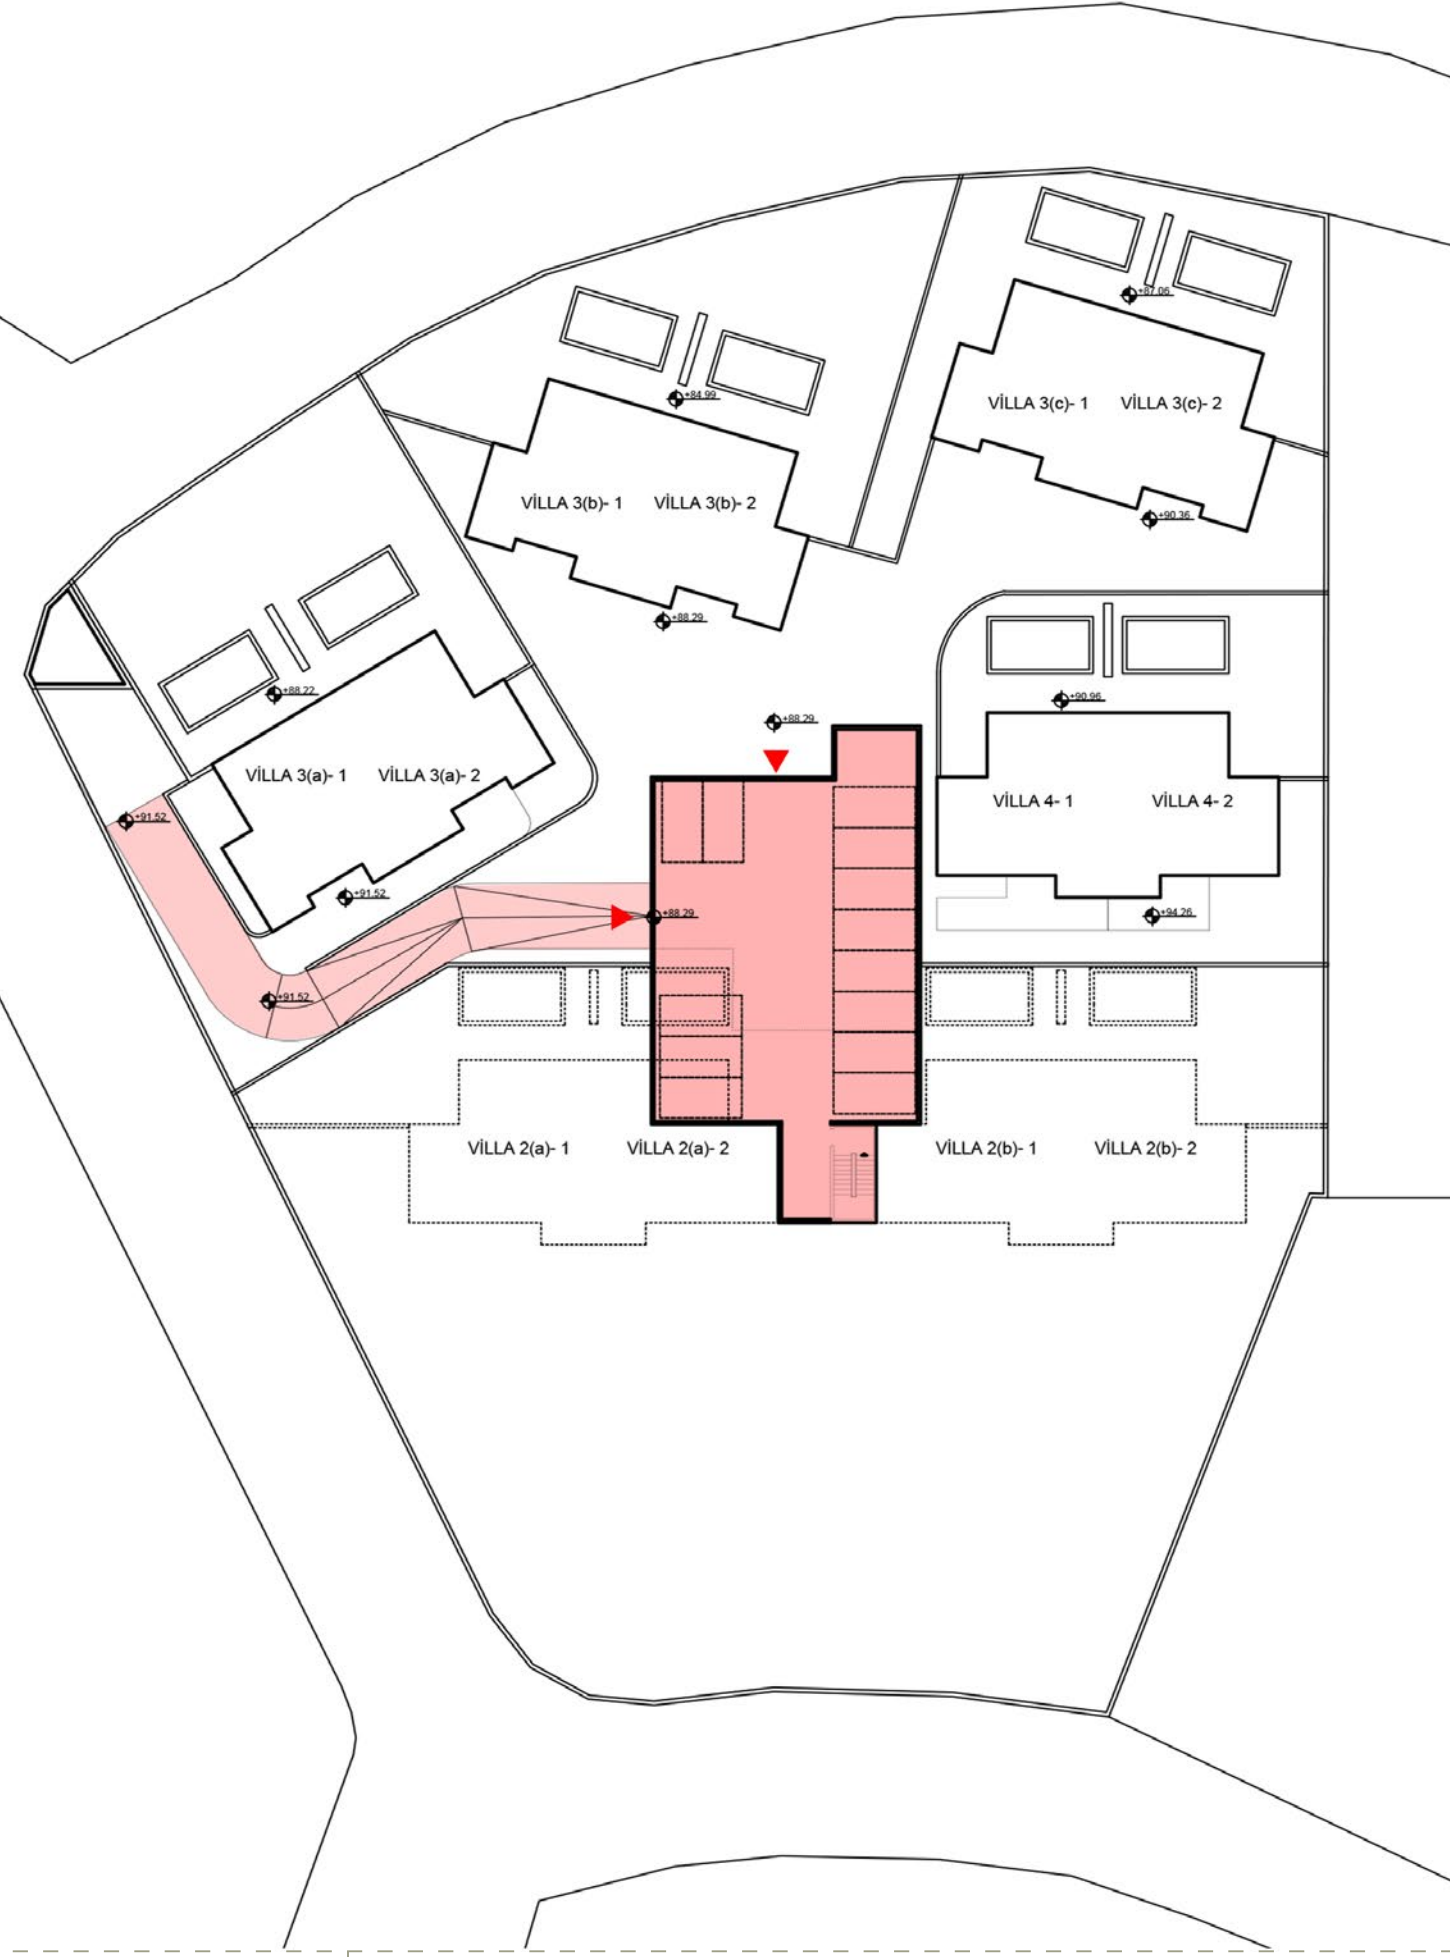 +87.06
+84.99
VİLLA 3(c)- 1 VİLLA 3(c)- 2
VİLLA 3(b)- 1 VİLLA 3(b)- 2
+90.36
+88.29
+88.22
+90.96
+88.29
VİLLA 3(a)- 1 VİLLA 3(a)- 2
VİLLA 4- 1 VİLLA 4- 2
+91.52
+91.52
+88.29
+94.26
+91.52
VİLLA 2(a)- 1 VİLLA 2(a)- 2 VİLLA 2(b)- 1 VİLLA 2(b)- 2